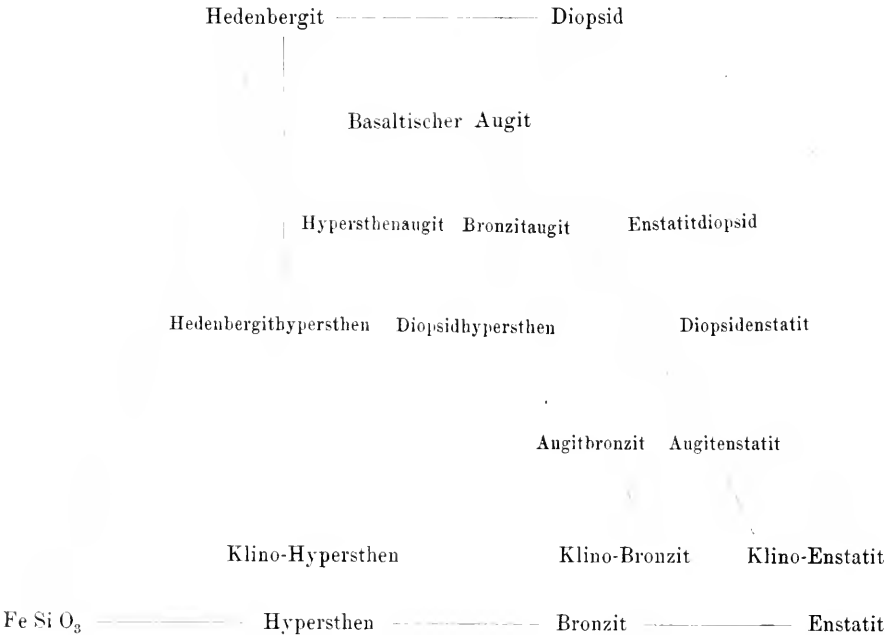 Hedenbergit — — — — Diopsid
Basaltischer Augit
Hypersthenaugit Bronzitaugit Enstatitdiopsid
Hedenbergithypersthen Diopsidhypersthen Diopsidenstatit
Augitbronzit Augitenstatit
Klino-Hypersthen Klino-Bronzit Klino-Enstatit
Fe Si O₃ — — Hypersthen — — — Bronzit — — Enstatit